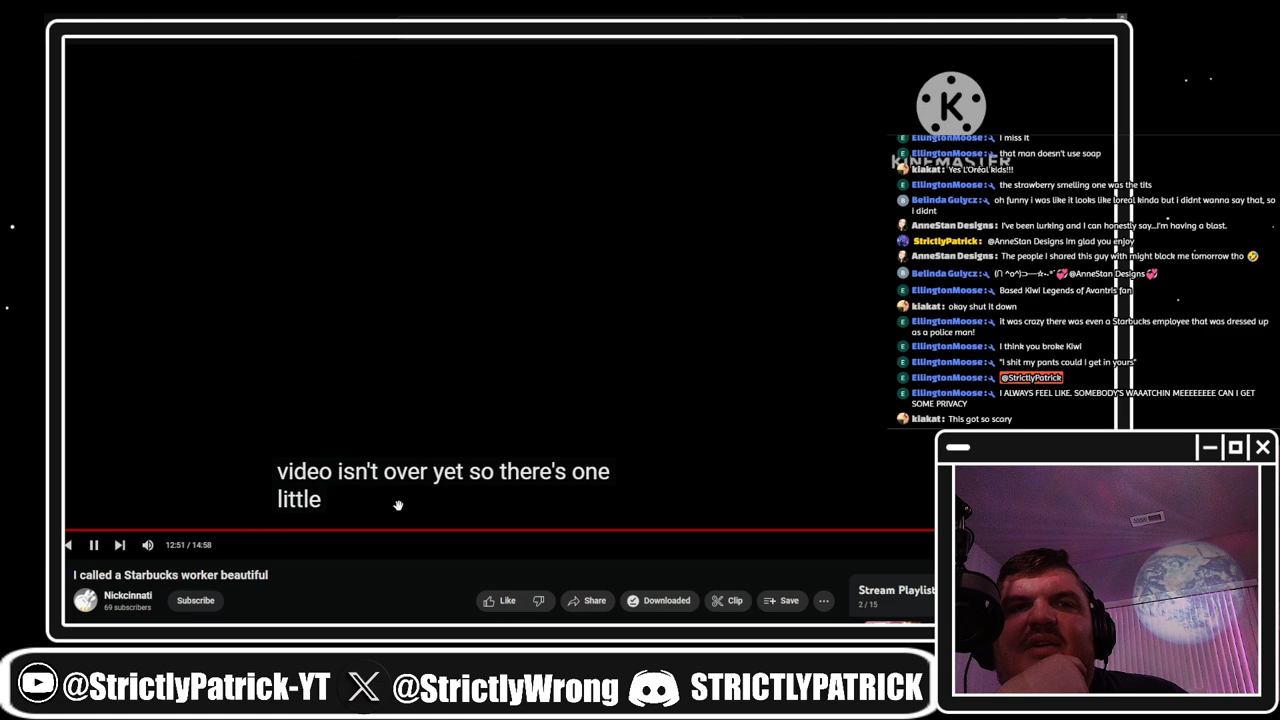 K
KINEMASTER
EllingtonMoose: I miss it
EllingtonMoose: that man doesn't use soap
kiakat: Yes L'Oréal kids!!!
EllingtonMoose: the strawberry smelling one was the tits
Belinda Gulycz: oh funny i was like it looks like loreal kinda but i didnt wanna say that, so
i didnt
AnneStan Designs: I've been lurking and I can honestly say...I'm having a blast.
StrictlyPatrick: @AnneStan Designs Im glad you enjoy
AnneStan Designs: The people I shared this guy with might block me tomorrow tho 🤣
Belinda Gulycz: (∩ ^o^)⊃━☆ 💞@AnneStan Designs💞
EllingtonMoose: Based Kiwi Legends of Avantris fan
kiakat: okay shut it down
EllingtonMoose: it was crazy there was even a Starbucks employee that was dressed up
as a police man!
EllingtonMoose: I think you broke Kiwi
EllingtonMoose: "I shit my pants could I get in yours"
EllingtonMoose: @StrictlyPatrick
EllingtonMoose: I ALWAYS FEEL LIKE. SOMEBODY'S WAAATCHIN MEEEEEEEE CAN I GET
SOME PRIVACY
kiakat: This got so scary
video isn't over yet so there's one
little
12:51 / 14:58
I called a Starbucks worker beautiful
Nickcinnati
69 subscribers
Subscribe
Like
Share
Downloaded
Clip
Save
Stream Playlist
2 / 15
@StrictlyPatrick-YT
@StrictlyWrong
STRICTLYPATRICK